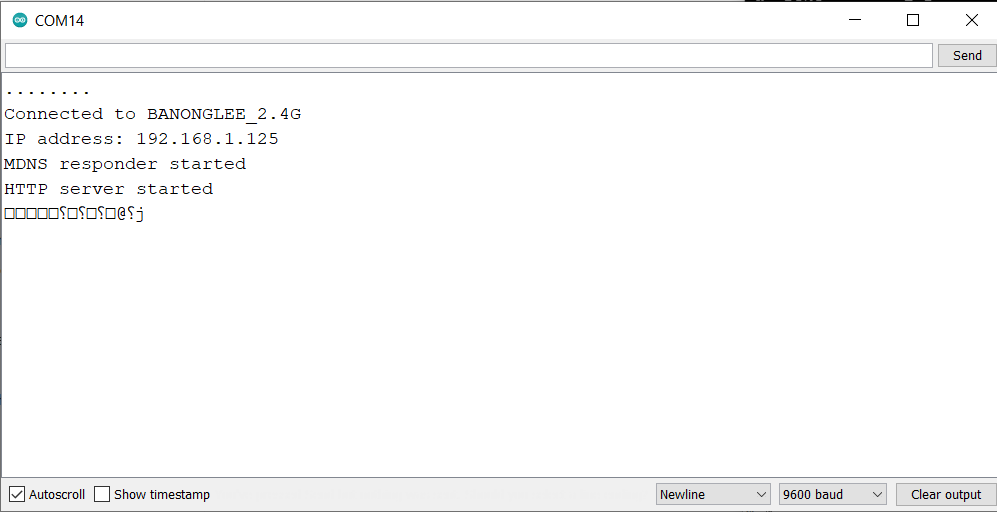 COM14
Send
........
Connected to BANONGLEE_2.4G
IP address: 192.168.1.125
MDNS responder started
HTTP server started
□□□□□⸮□⸮□⸮□@⸮j
Autoscroll
Show timestamp
Newline
9600 baud
Clear output